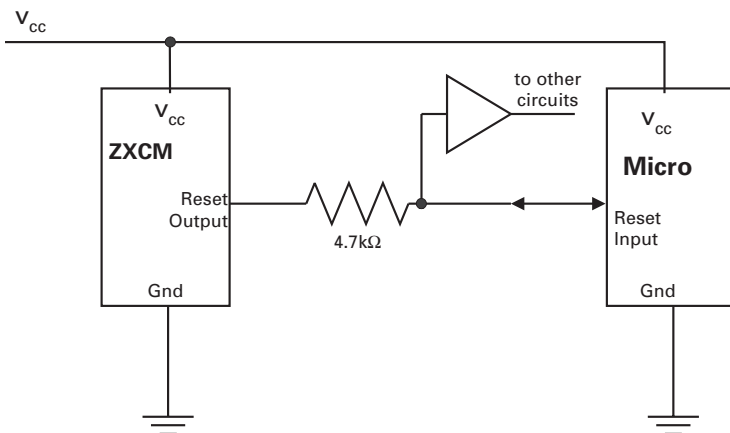 Vcc
to other
circuits
Vcc
ZXCM
Reset
Output
Gnd
4.7kΩ
Vcc
Micro
Reset
Input
Gnd